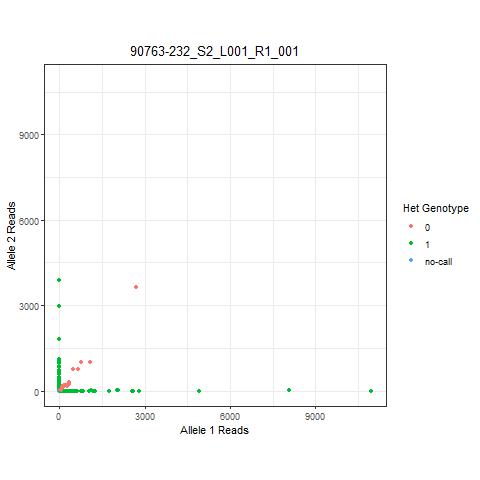 90763-232_S2_L001_R1_001
Allele 2 Reads
9000
6000
3000
0
0
3000
6000
9000
Allele 1 Reads
Het Genotype
0
1
no-call